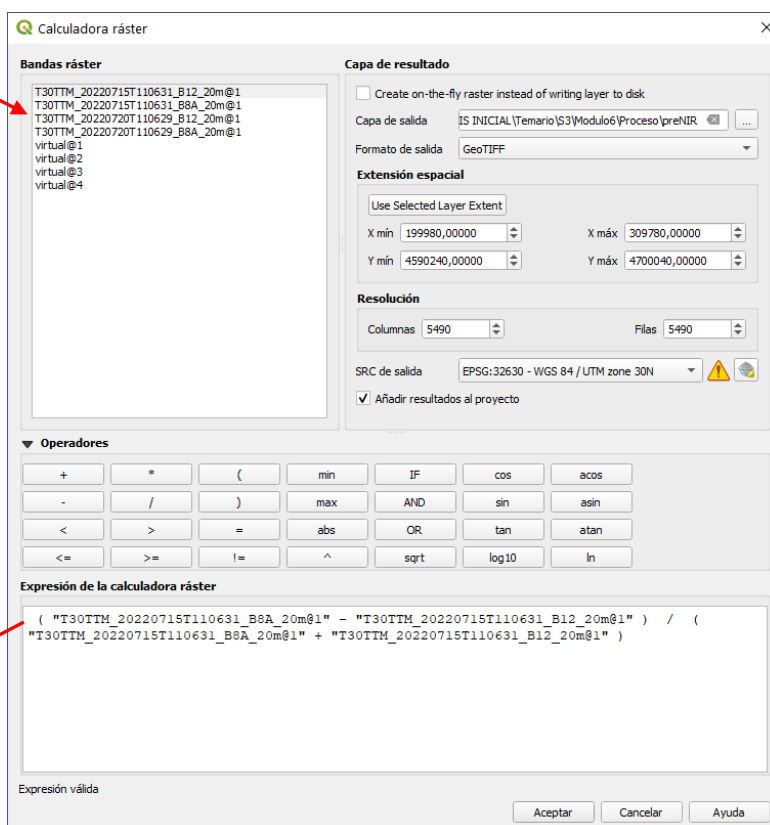 Calculadora ráster
Bandas ráster
T30TTM_20220715T110631_B12_20m@1
T30TTM_20220715T110631_B8A_20m@1
T30TTM_20220720T110629_B12_20m@1
T30TTM_20220720T110629_B8A_20m@1
virtual@1
virtual@2
virtual@3
virtual@4
Capa de resultado
Create on-the-fly raster instead of writing layer to disk
Capa de salida IS INICIAL\Temario\S3\Modulo6\Proceso\preNIR ...
Formato de salida GeoTIFF
Extensión espacial
Use Selected Layer Extent
X mín 199980,00000 X máx 309780,00000
Y mín 4590240,00000 Y máx 4700040,00000
Resolución
Columnas 5490 Filas 5490
SRC de salida EPSG:32630 - WGS 84 / UTM zone 30N
Añadir resultados al proyecto
Operadores
+ * ( min IF cos acos
- / ) max AND sin asin
< > = abs OR tan atan
<= >= != ^ sqrt log10 ln
Expresión de la calculadora ráster
( "T30TTM_20220715T110631_B8A_20m@1" - "T30TTM_20220715T110631_B12_20m@1" ) / (
"T30TTM_20220715T110631_B8A_20m@1" + "T30TTM_20220715T110631_B12_20m@1" )
Expresión válida
Aceptar Cancelar Ayuda